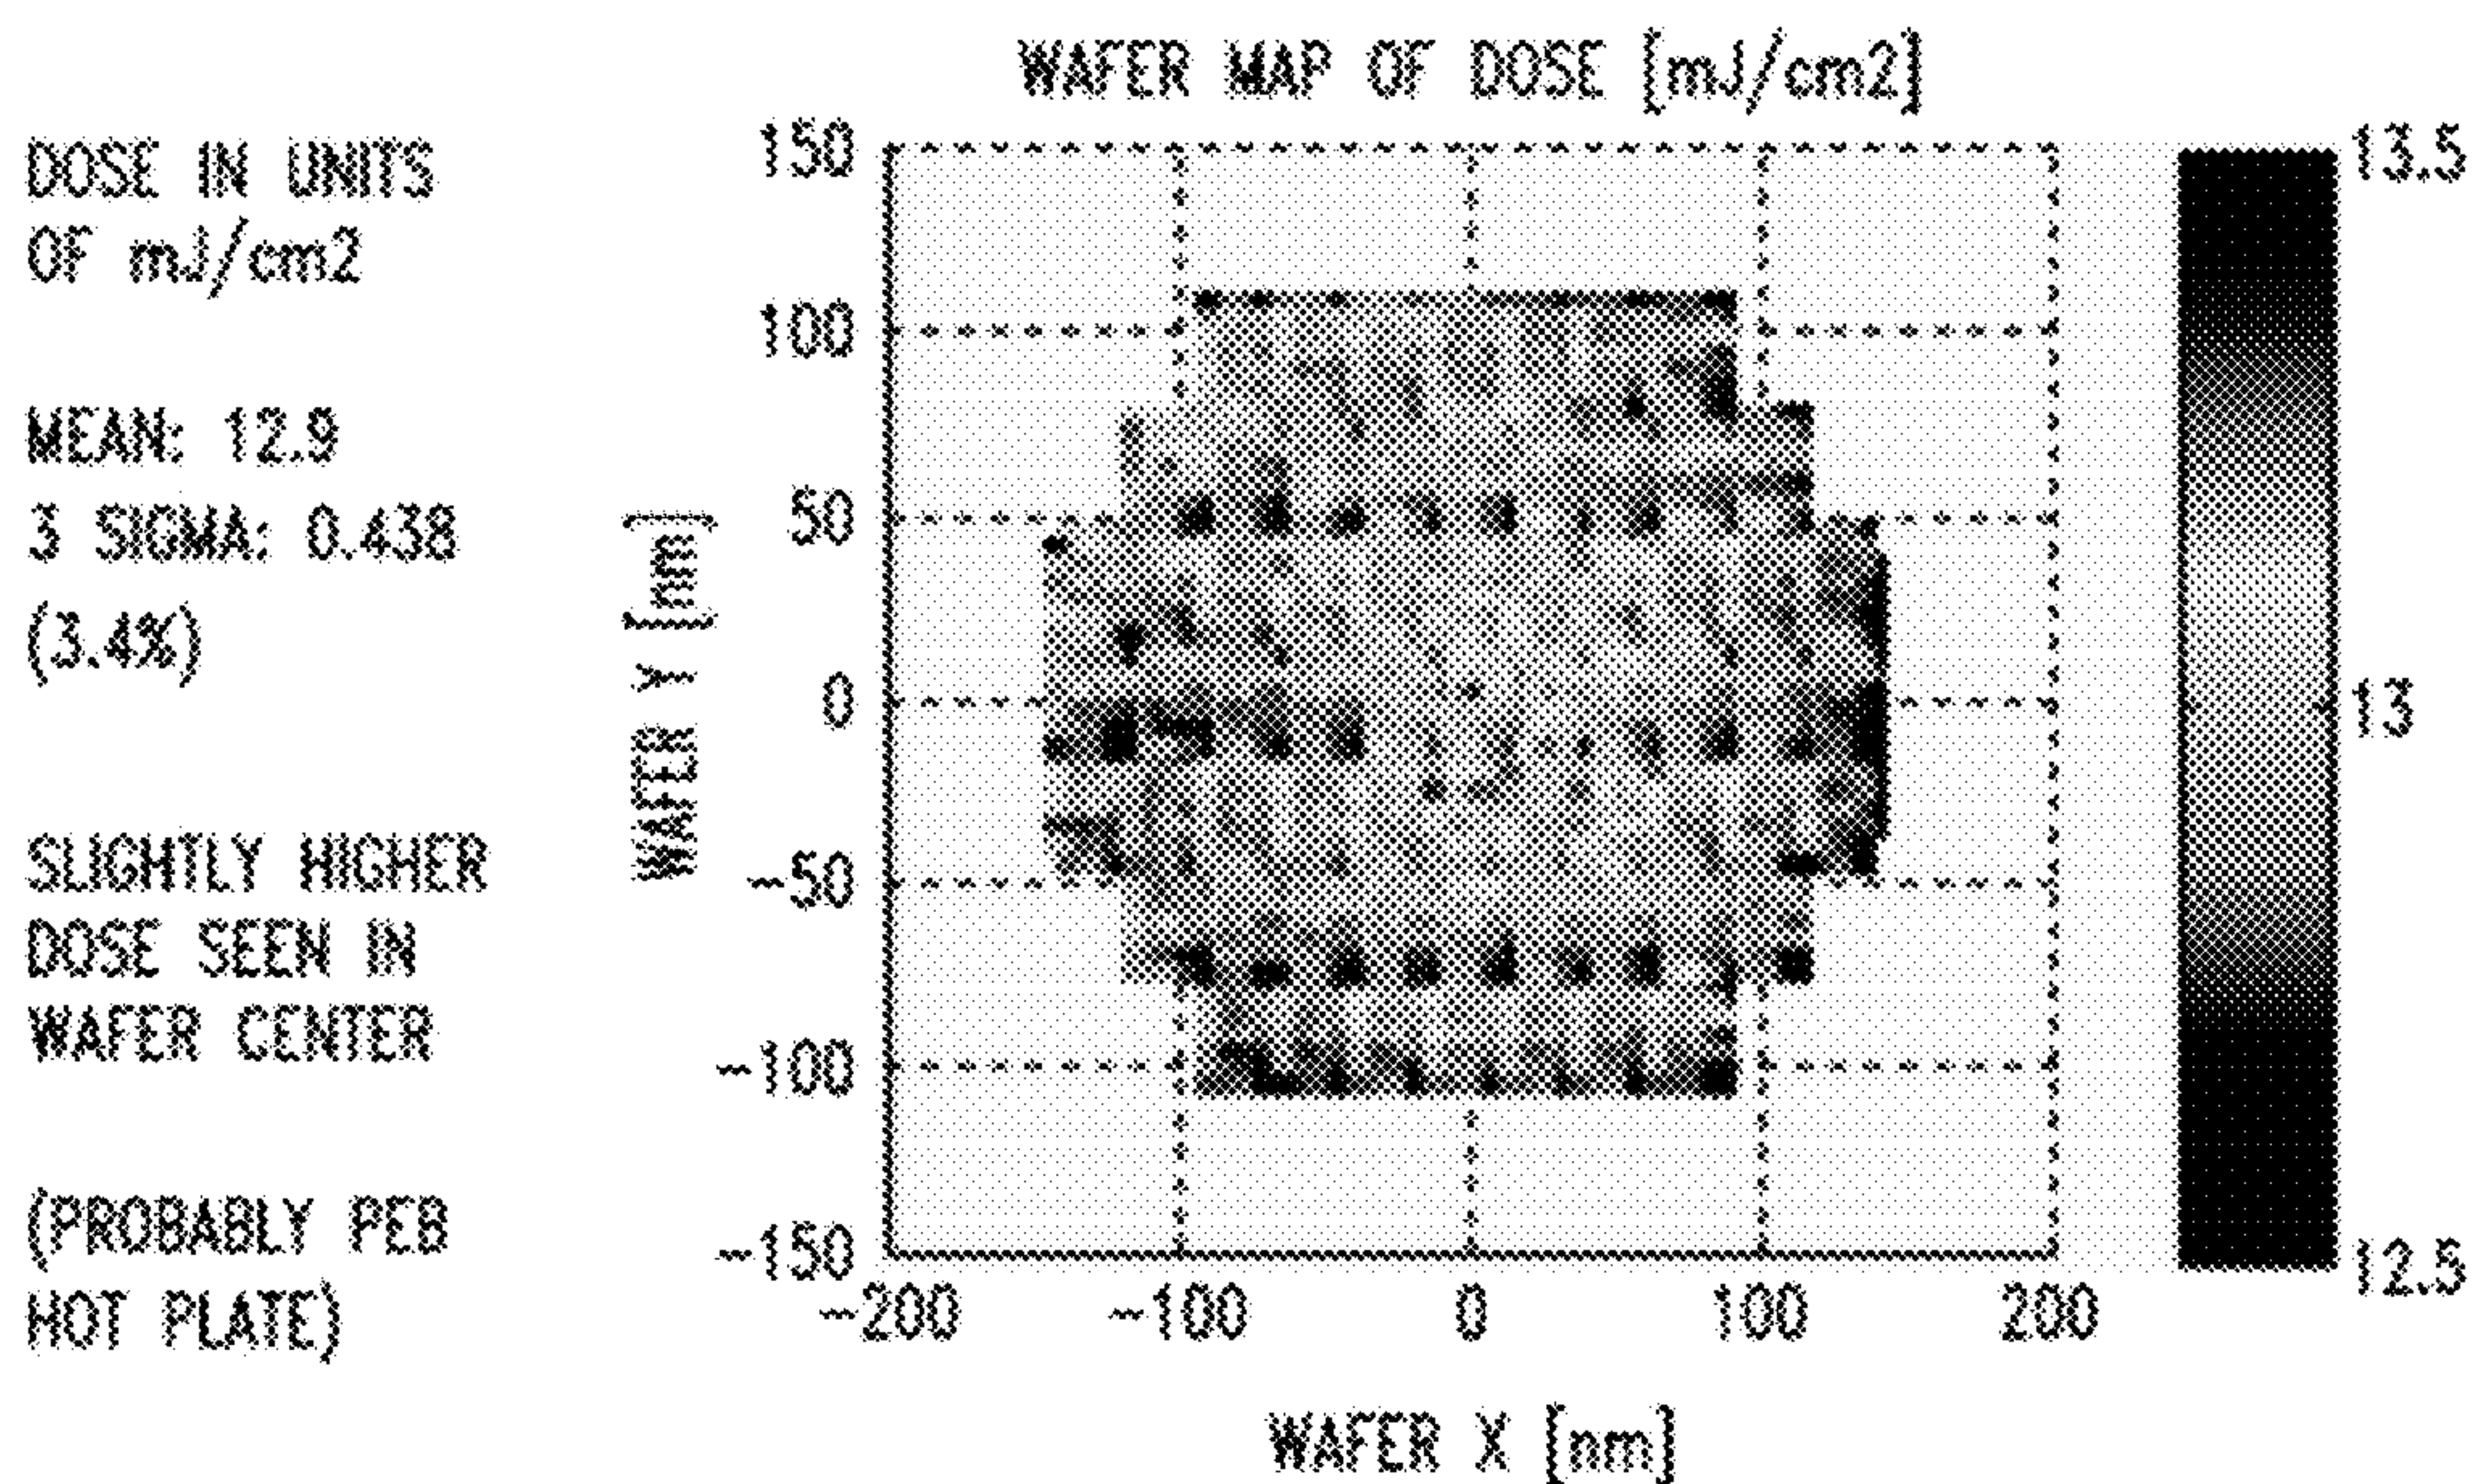 WAFER MAP OF DOSE [mJ/cm2]
DOSE IN UNITS
OF mJ/cm2
MEAN: 12.9
3 SIGMA: 0.438
(3.4%)
SLIGHTLY HIGHER
DOSE SEEN IN
WAFER CENTER
(PROBABLY PEB
HOT PLATE)
WAFER Y [nm]
150
100
50
0
-50
-100
-150
-200 -100 0 100 200
WAFER X [nm]
13.5
13
12.5